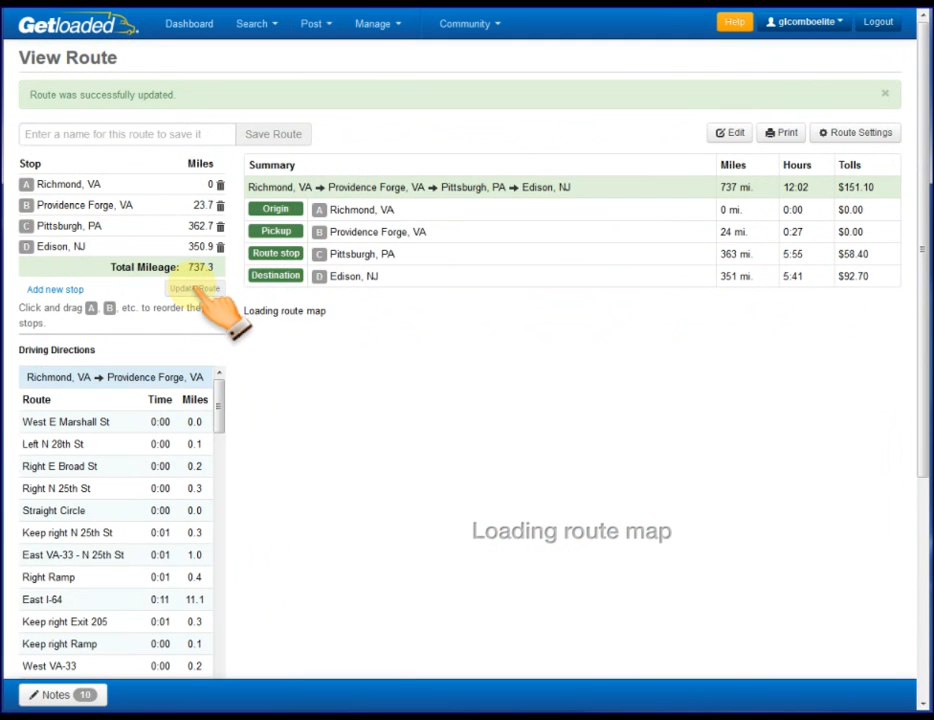 Getloaded
Dashboard Search Post Manage Community Help glcomboelite Logout
View Route
Route was successfully updated. ×
Enter a name for this route to save it Save Route Edit Print Route Settings
Stop Miles
A Richmond, VA 0
B Providence Forge, VA 23.7
C Pittsburgh, PA 362.7
D Edison, NJ 350.9
Total Mileage: 737.3
Add new stop Update Route
Click and drag A, B, etc. to reorder the
stops.
Summary Miles Hours Tolls
Richmond, VA → Providence Forge, VA → Pittsburgh, PA → Edison, NJ 737 mi. 12:02 $151.10
Origin A Richmond, VA 0 mi. 0:00 $0.00
Pickup B Providence Forge, VA 24 mi. 0:27 $0.00
Route stop C Pittsburgh, PA 363 mi. 5:55 $58.40
Destination D Edison, NJ 351 mi. 5:41 $92.70
Loading route map
Driving Directions
Richmond, VA → Providence Forge, VA
Route Time Miles
West E Marshall St 0:00 0.0
Left N 28th St 0:00 0.1
Right E Broad St 0:00 0.2
Right N 25th St 0:00 0.3
Straight Circle 0:00 0.0
Keep right N 25th St 0:01 0.3
East VA-33 - N 25th St 0:01 1.0
Right Ramp 0:01 0.4
East I-64 0:11 11.1
Keep right Exit 205 0:01 0.3
Keep right Ramp 0:00 0.1
West VA-33 0:00 0.2
Loading route map
Notes 10